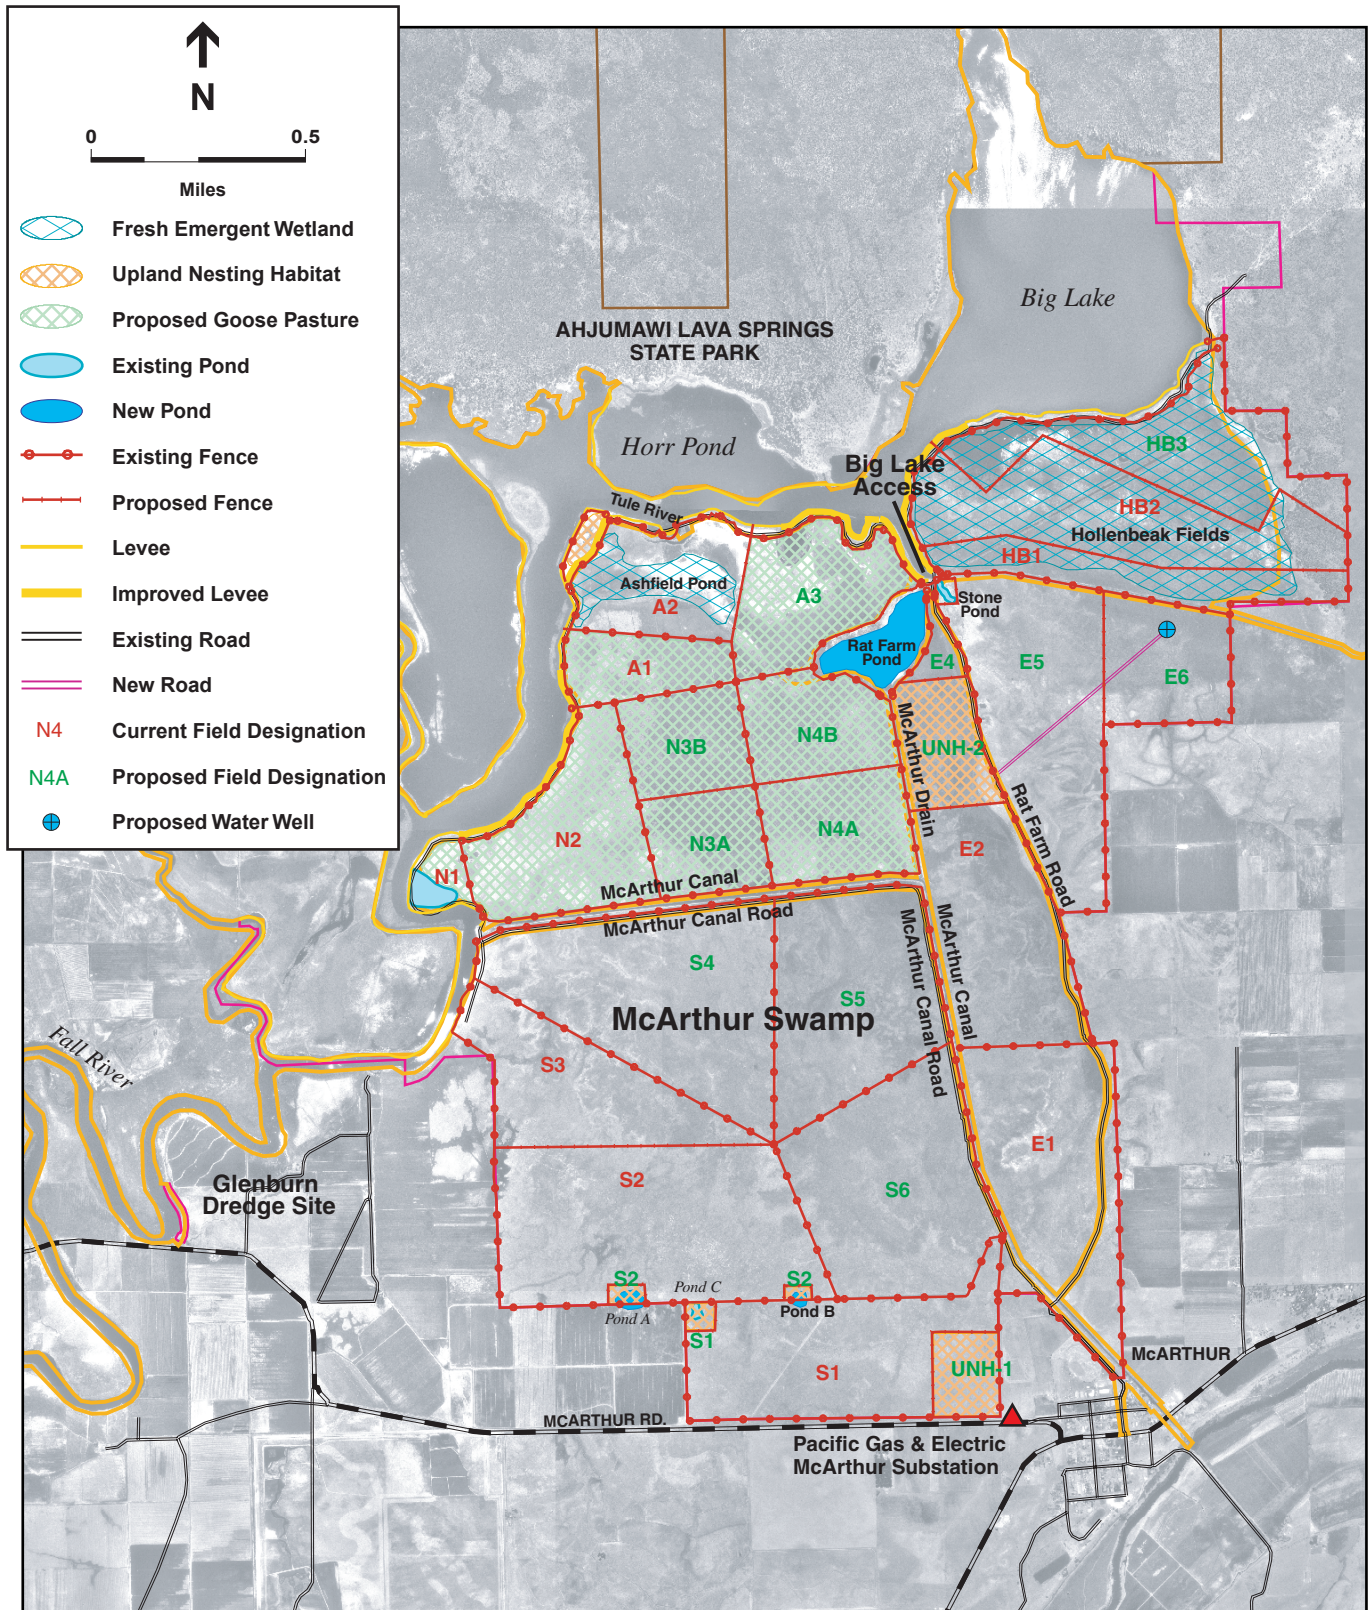 N
0 0.5
Miles
Fresh Emergent Wetland
Upland Nesting Habitat
Proposed Goose Pasture
Existing Pond
New Pond
Existing Fence
Proposed Fence
Levee
Improved Levee
Existing Road
New Road
N4 Current Field Designation
N4A Proposed Field Designation
Proposed Water Well
Big Lake
AHJUMAWI LAVA SPRINGS
STATE PARK
Horr Pond
Big Lake
Access
HB3
Tule River
HB2
Hollenbeak Fields
HB1
Ashfield Pond
A2
A3
Stone
Pond
Rat Farm
Pond
A1
E4
E5
E6
N3B
N4B
UNH-2
McArthur Drain
Rat Farm Road
N2
N3A
N4A
E2
N1
McArthur Canal
McArthur Canal Road
McArthur Canal
McArthur Canal Road
S4
S5
McArthur Swamp
Fall River
S3
E1
S2
S6
Glenburn
Dredge Site
S2
Pond C
S2
Pond A
Pond B
S1
S1
UNH-1
McARTHUR
MCARTHUR RD.
Pacific Gas & Electric
McArthur Substation